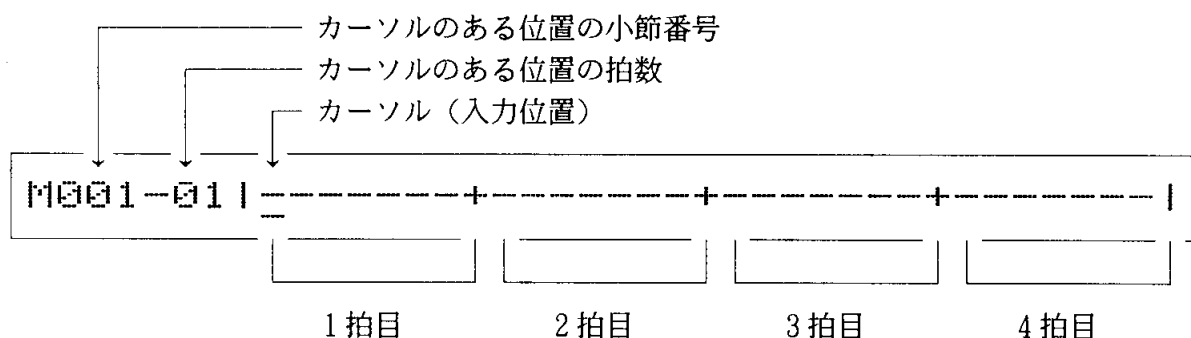 カーソルのある位置の小節番号
カーソルのある位置の拍数
カーソル（入力位置）
M001-01|-------+-------+-------+-------|
1拍目 2拍目 3拍目 4拍目